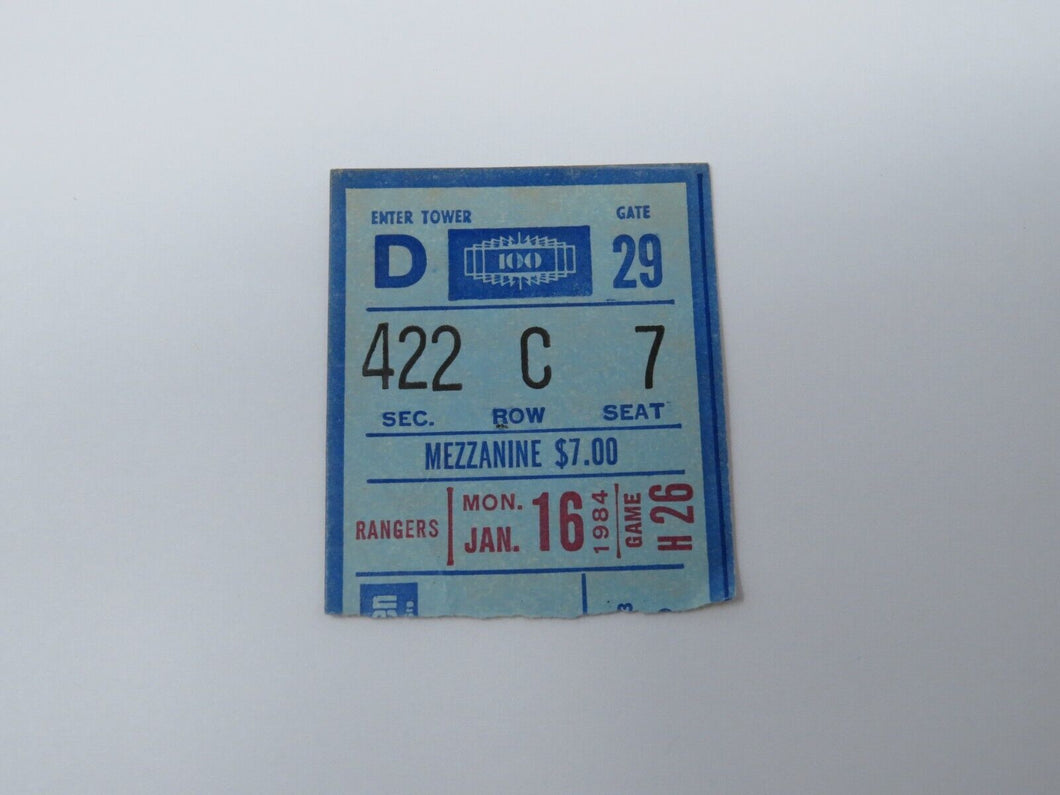 ENTER TOWER GATE
D 100 29
422 C 7
SEC. ROW SEAT
MEZZANINE $7.00
RANGERS MON. JAN. 16 1984 GAME H 26